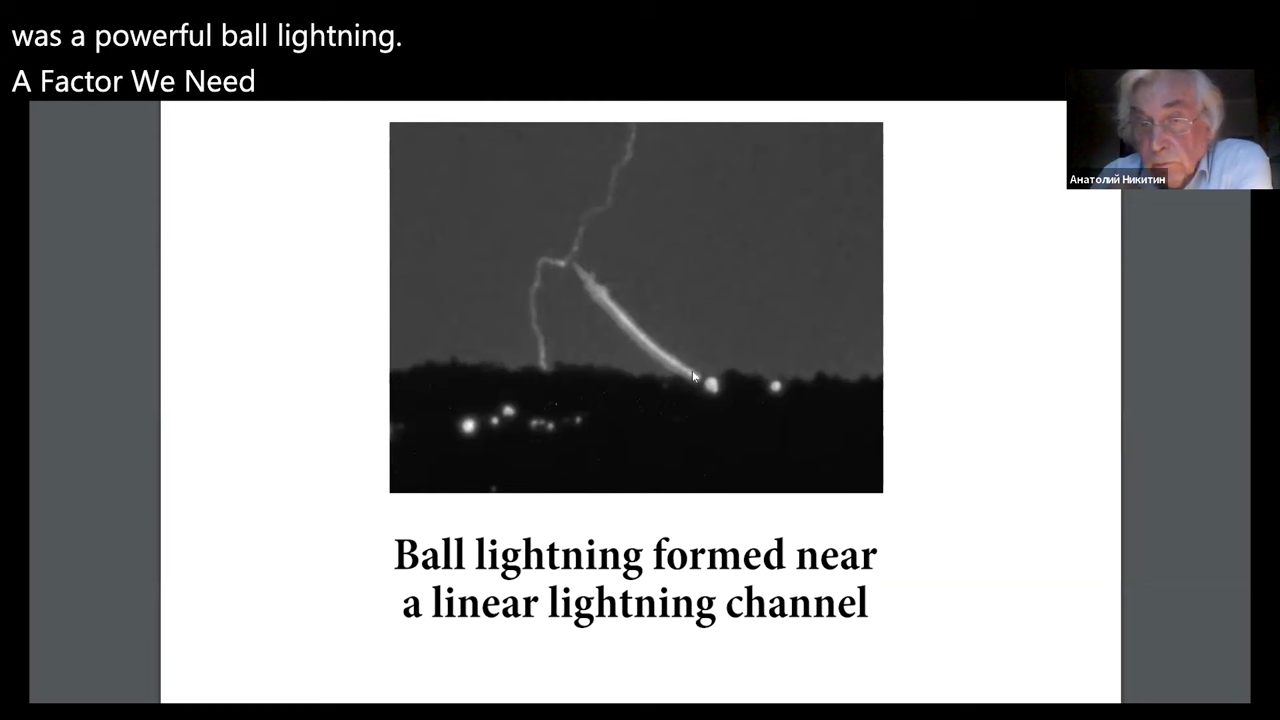 was a powerful ball lightning.
A Factor We Need
Анатолий Никитин
Ball lightning formed near
a linear lightning channel